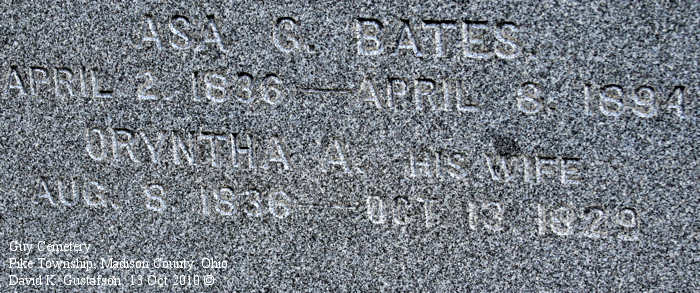 ASA G. BATES
APRIL 2, 1836 — APRIL 8, 1894
ORYNTHA A. HIS WIFE
AUG. 8, 1836 — OCT. 13, 1929
Guy Cemetery
Pike Township, Madison County, Ohio
David K. Gustafson, 13 Oct 2010 ©